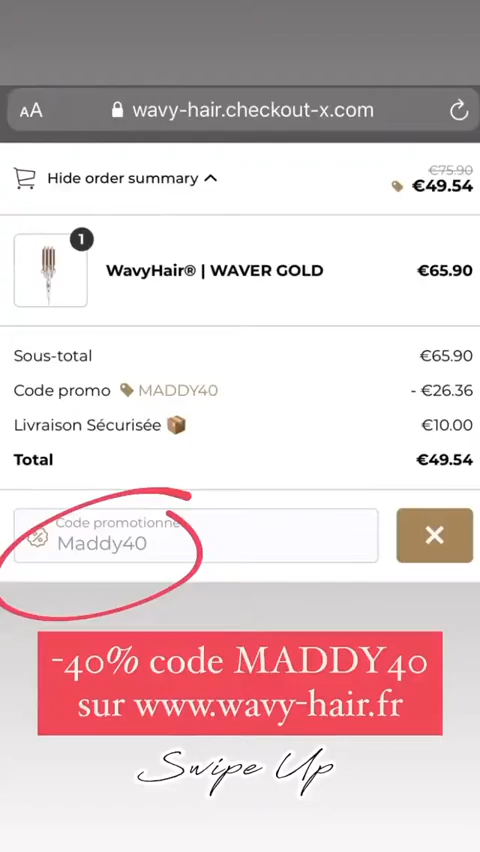 AA wavy-hair.checkout-x.com
Hide order summary €75.90
€49.54
1
WavyHair® | WAVER GOLD €65.90
Sous-total €65.90
Code promo MADDY40 - €26.36
Livraison Sécurisée 📦 €10.00
Total €49.54
Code promotionne
Maddy40
-40% code MADDY40
sur www.wavy-hair.fr
Swipe Up